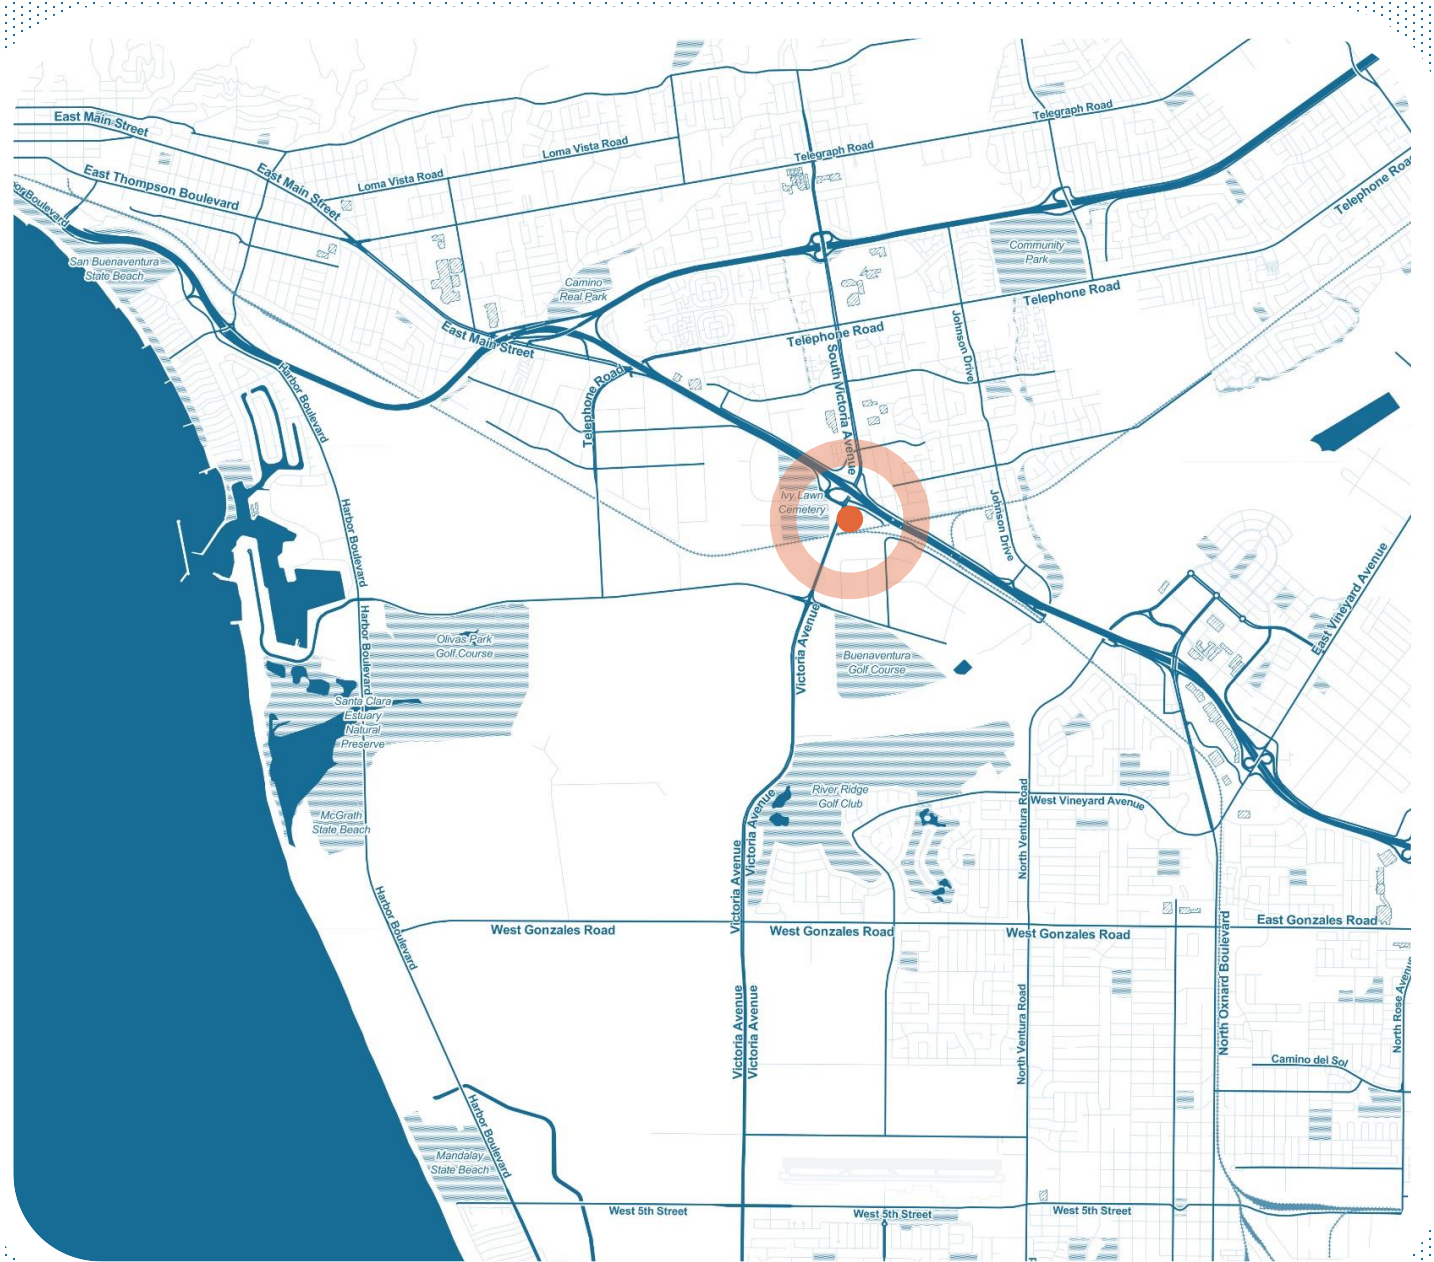 East Main Street
East Thompson Boulevard
East Main Street
Loma Vista Road
Loma Vista Road
Telegraph Road
Telegraph Road
Telephone Road
San Buenaventura
State Beach
Camino
Real Park
Community
Park
Telephone Road
Telephone Road
East Main Street
Telephone Road
South Victoria Avenue
Johnson Drive
Harbor Boulevard
Harbor Boulevard
Ivy Lawn
Cemetery
Johnson Drive
East Vineyard Avenue
Harbor Boulevard
Olivas Park
Golf Course
Victoria Avenue
Buenaventura
Golf Course
Santa Clara
Estuary
Natural
Preserve
McGrath
State Beach
River Ridge
Golf Club
Victoria Avenue
Victoria Avenue
North Ventura Road
West Vineyard Avenue
Harbor Boulevard
West Gonzales Road
West Gonzales Road
West Gonzales Road
East Gonzales Road
Victoria Avenue
Victoria Avenue
North Ventura Road
North Oxnard Boulevard
North Rose Avenue
Camino del Sol
Harbor Boulevard
Mandalay
State Beach
West 5th Street
West 5th Street
West 5th Street